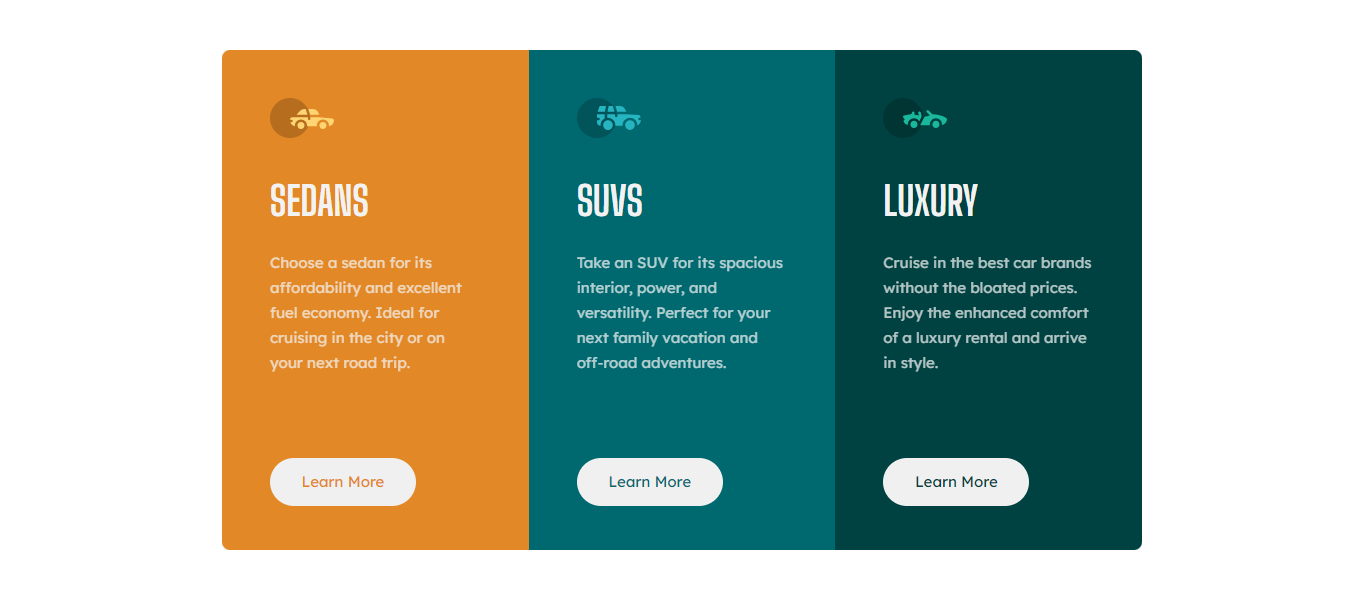 SEDANS
Choose a sedan for its
affordability and excellent
fuel economy. Ideal for
cruising in the city or on
your next road trip.
Learn More
SUVS
Take an SUV for its spacious
interior, power, and
versatility. Perfect for your
next family vacation and
off-road adventures.
Learn More
LUXURY
Cruise in the best car brands
without the bloated prices.
Enjoy the enhanced comfort
of a luxury rental and arrive
in style.
Learn More